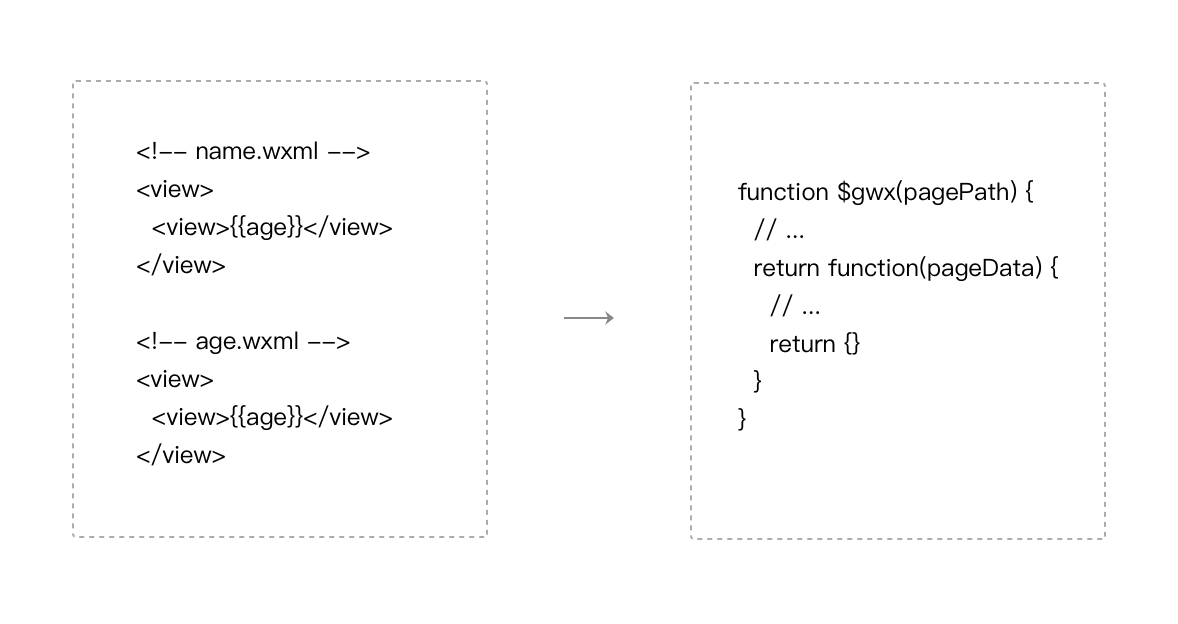 <!-- name.wxml -->
<view>
  <view>{{age}}</view>
</view>
<!-- age.wxml -->
<view>
  <view>{{age}}</view>
</view>
function $gwx(pagePath) {
  // ...
  return function(pageData) {
    // ...
    return {}
  }
}